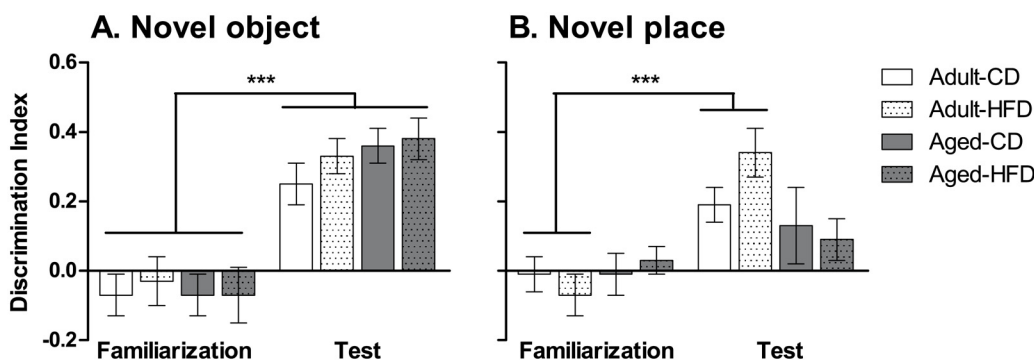 A. Novel object
B. Novel place
Discrimination Index
0.6
0.4
0.2
0.0
-0.2
***
Familiarization
Test
***
Familiarization
Test
Adult-CD
Adult-HFD
Aged-CD
Aged-HFD